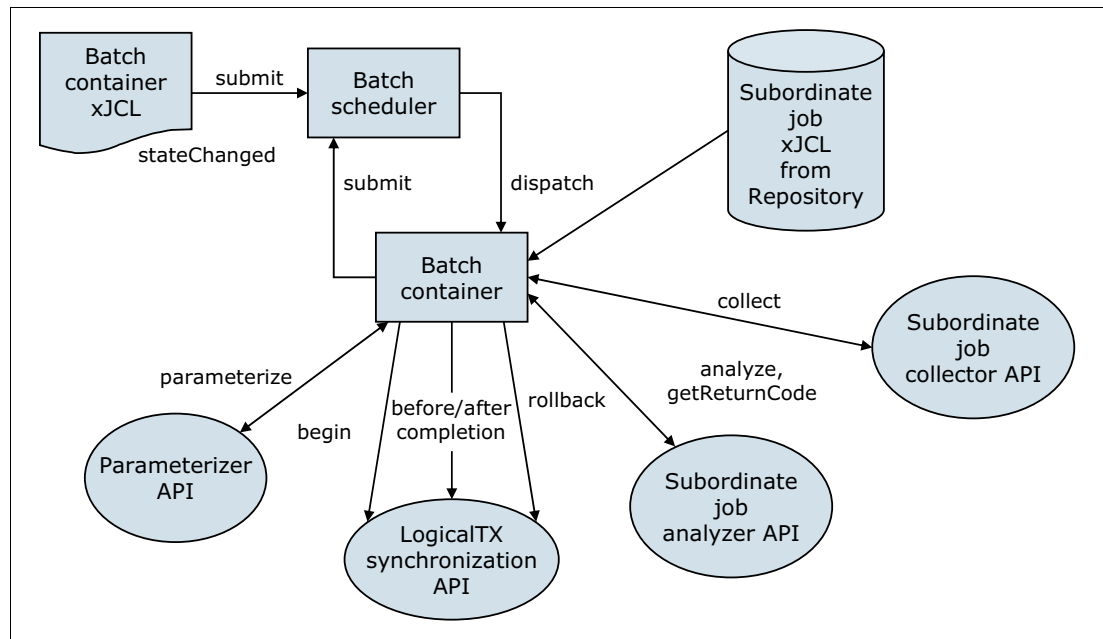 Batch
container
xJCL
submit
Batch
scheduler
Subordinate
job
xJCL
from
Repository
stateChanged
submit
dispatch
Batch
container
collect
Subordinate
job
collector API
parameterize
analyze,
getReturnCode
before/after
completion
rollback
begin
Parameterizer
API
Subordinate
job
analyzer API
LogicalTX
synchronization
API